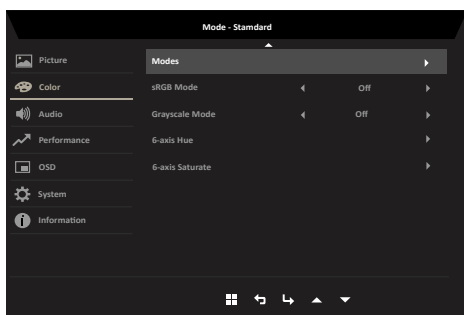 Mode - Stamdard
Picture
Modes
Color
sRGB Mode Off
Audio
Grayscale Mode Off
Performance
6-axis Hue
OSD
6-axis Saturate
System
Information